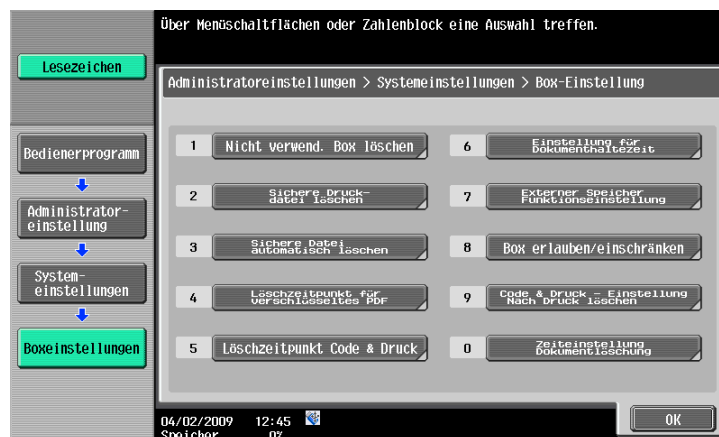 Über Menüschaltflächen oder Zahlenblock eine Auswahl treffen.
Lesezeichen
Administratoreinstellungen > Systemeinstellungen > Box-Einstellung
Bedienerprogramm
Administrator-
einstellung
System-
einstellungen
Boxeinstellungen
1 Nicht verwend. Box löschen
2 Sichere Druck-
datei löschen
3 Sichere Datei
automatisch löschen
4 Löschzeitpunkt für
verschlüsseltes PDF
5 Löschzeitpunkt Code & Druck
6 Einstellung für
Dokumenthaltezeit
7 Externer Speicher
Funktionseinstellung
8 Box erlauben/einschränken
9 Code & Druck - Einstellung
Nach Druck löschen
0 Zeiteinstellung
Dokumentlöschung
04/02/2009 12:45
Speicher 0%
OK